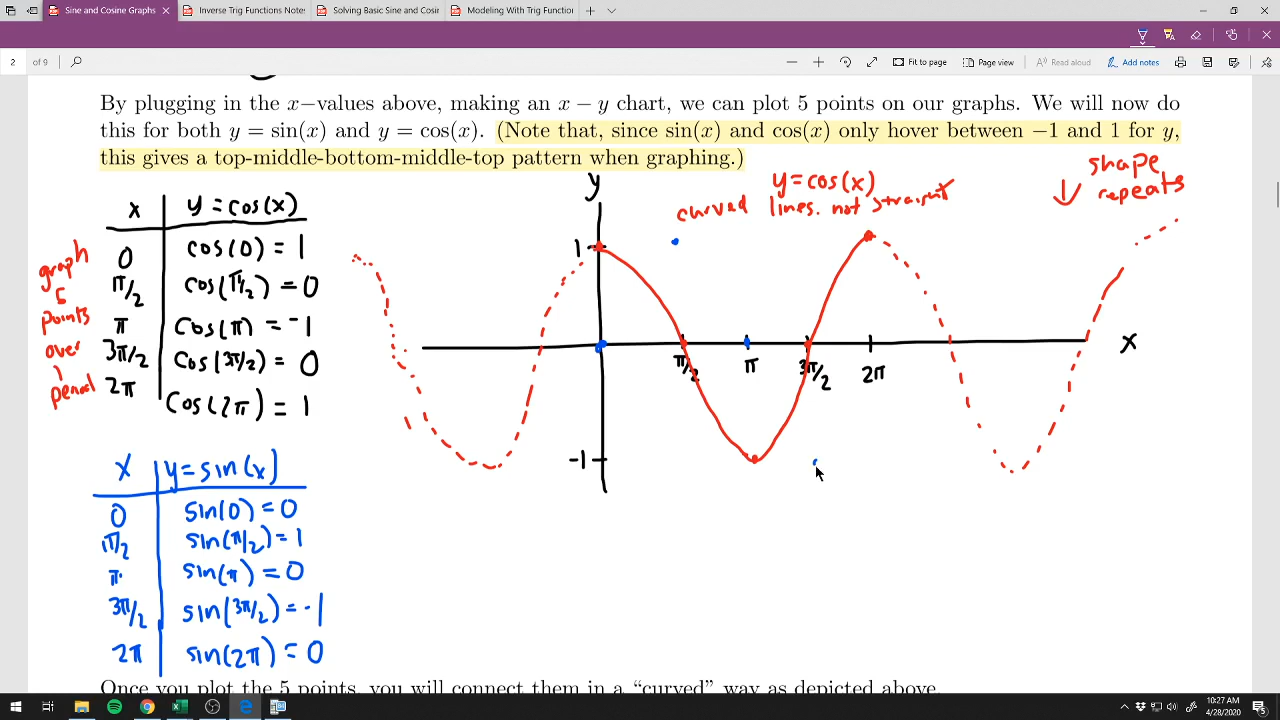 Sine and Cosine Graphs
Inverse Trig Functions Notes
Solving Basic Sine and Cosi
Modeling With Trig Function
2 of 9
Fit to page
Page view
Read aloud
Add notes
By plugging in the x−values above, making an x − y chart, we can plot 5 points on our graphs. We will now do
this for both y = sin(x) and y = cos(x). (Note that, since sin(x) and cos(x) only hover between −1 and 1 for y,
this gives a top-middle-bottom-middle-top pattern when graphing.)
x y = cos(x)
0 cos(0) = 1
π/2 cos(π/2) = 0
π cos(π) = -1
3π/2 cos(3π/2) = 0
2π cos(2π) = 1
graph
5
points
over
1
period
y
y = cos(x)
curved lines. not straight
↓ shape
repeats
1
-1
π/2 π 3π/2 2π
x
x y = sin(x)
0 sin(0) = 0
π/2 sin(π/2) = 1
π sin(π) = 0
3π/2 sin(3π/2) = -1
2π sin(2π) = 0
Once you plot the 5 points, you will connect them in a “curved” way as depicted above.
10:27 AM
4/28/2020